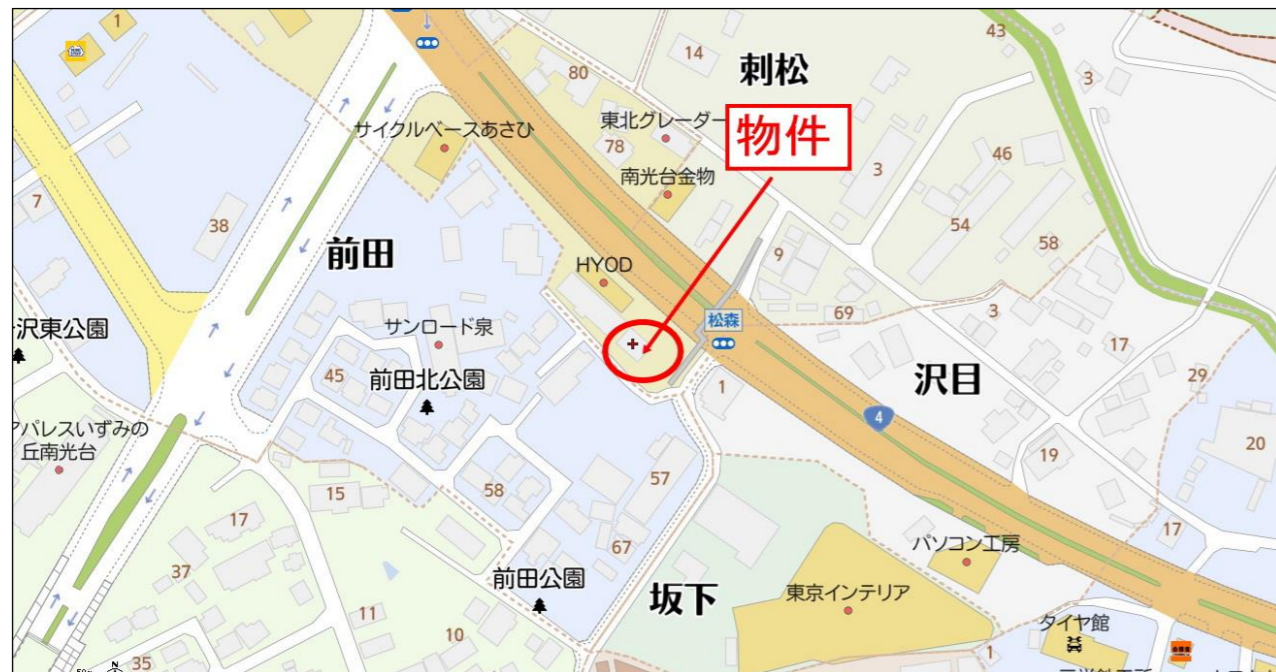 1
14
刺松
43
3
80
サイクルベースあさひ
東北グレーダー
物件
78
南光台金物
3
46
7
38
前田
54
58
HYOD
9
沢東公園
サンロード泉
松森
69
3
17
45
前田北公園
1
沢目
29
パレスいずみの
丘南光台
4
19
20
15
58
57
17
17
67
パソコン工房
37
前田公園
坂下
東京インテリア
11
10
1
タイヤ館
35
N